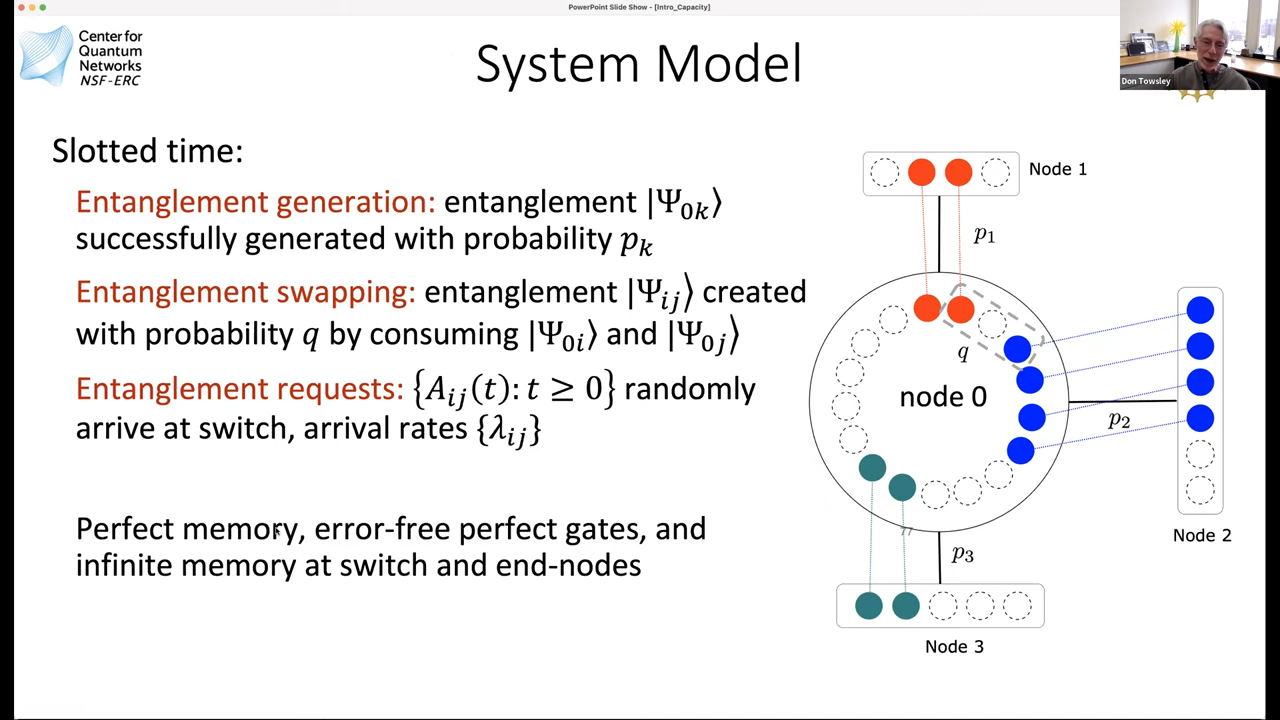 PowerPoint Slide Show - [Intro_Capacity]
Center for
Quantum
Networks
NSF-ERC
System Model
Don Towsley
Slotted time:
Entanglement generation: entanglement |Ψ₀ₖ⟩
successfully generated with probability pₖ
Entanglement swapping: entanglement |Ψᵢⱼ⟩ created
with probability q by consuming |Ψ₀ᵢ⟩ and |Ψ₀ⱼ⟩
Entanglement requests: {Aᵢⱼ(t): t ≥ 0} randomly
arrive at switch, arrival rates {λᵢⱼ}
Perfect memory, error-free perfect gates, and
infinite memory at switch and end-nodes
Node 1
p₁
q
node 0
p₂
Node 2
77
p₃
Node 3